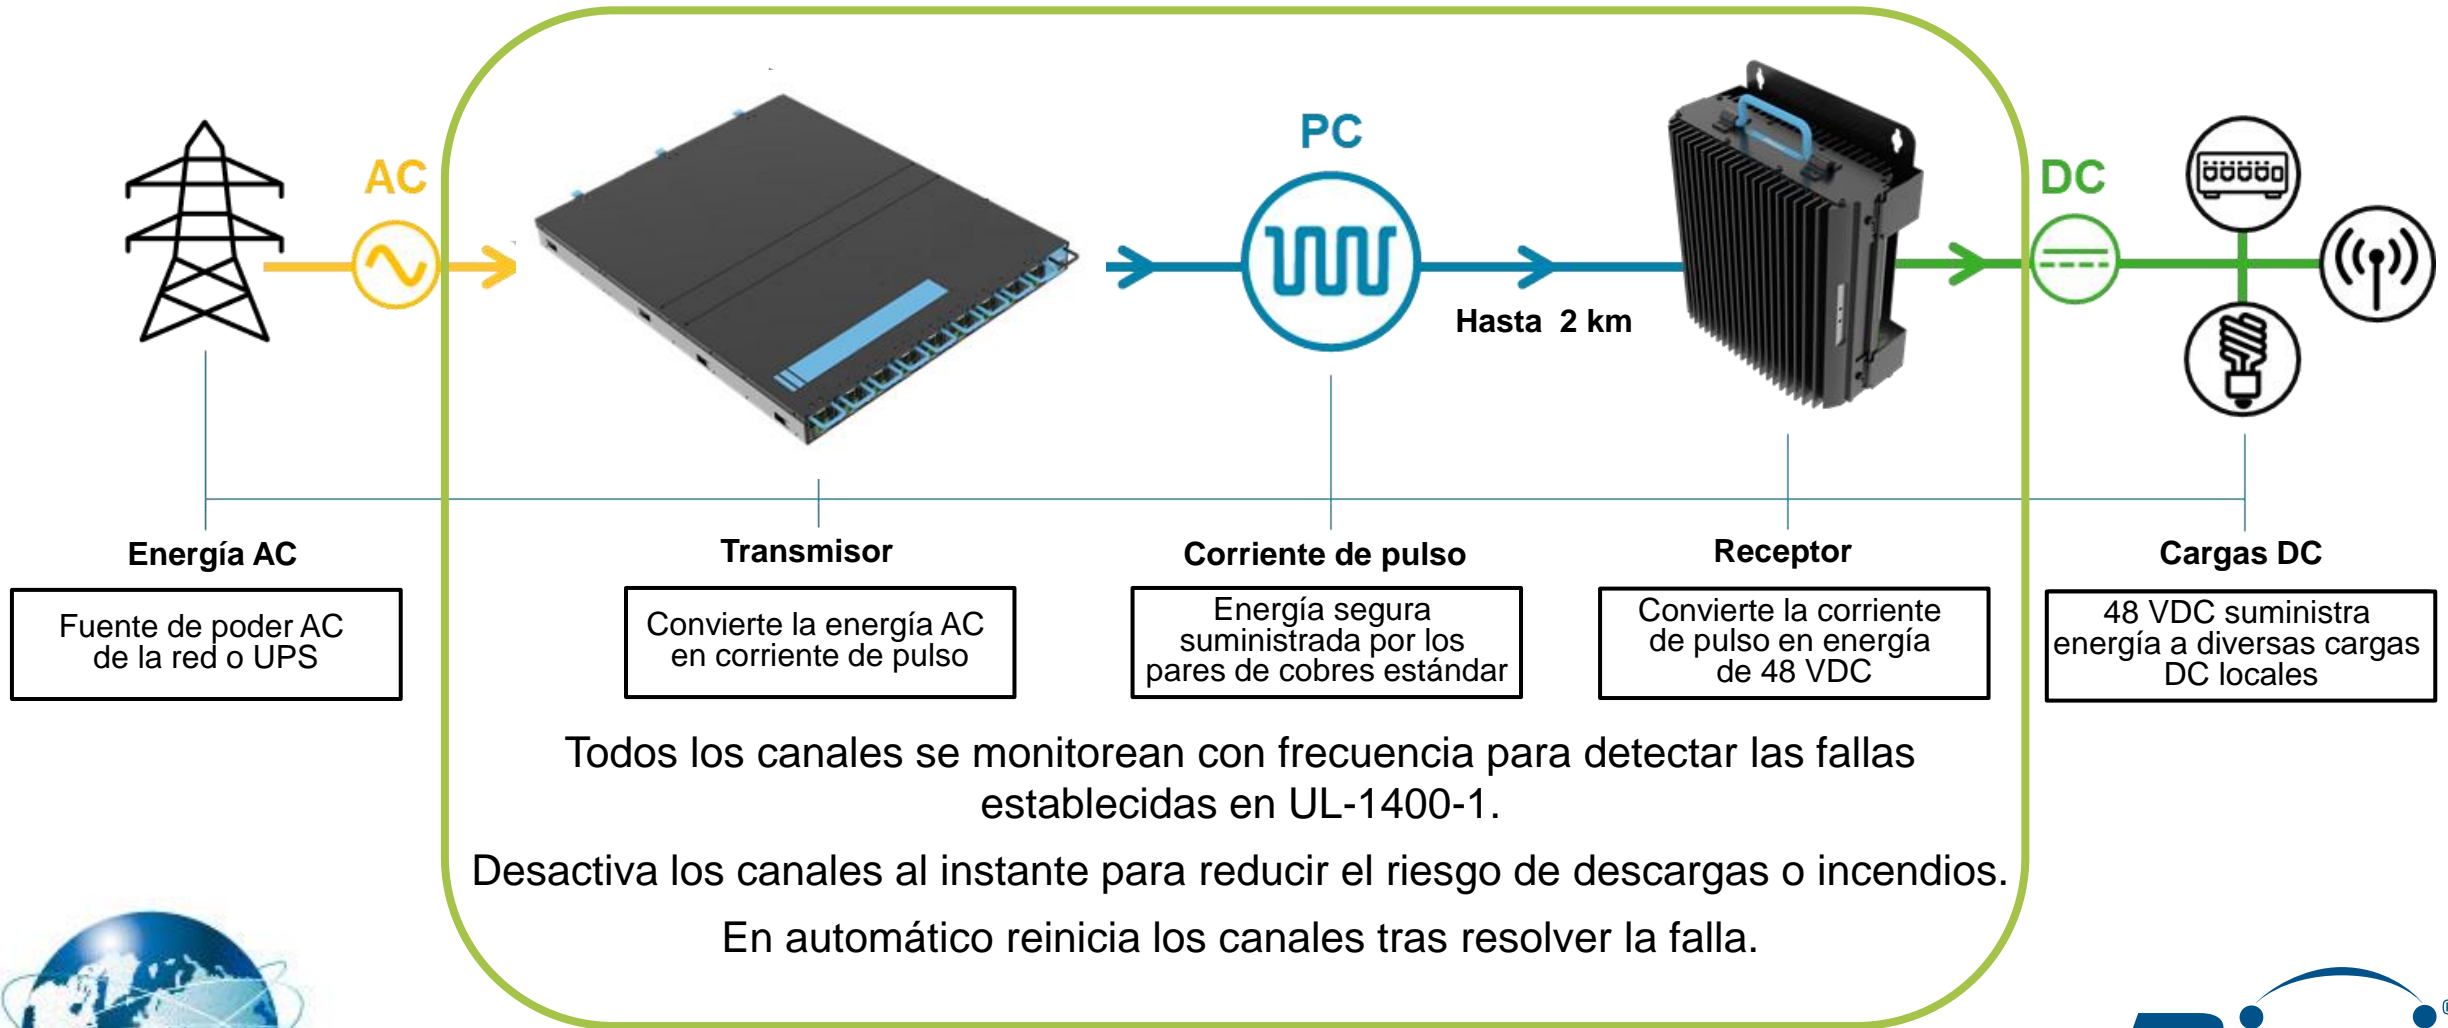 AC
PC
DC
Hasta 2 km
Energía AC
Fuente de poder AC
de la red o UPS
Transmisor
Convierte la energía AC
en corriente de pulso
Corriente de pulso
Energía segura
suministrada por los
pares de cobres estándar
Receptor
Convierte la corriente
de pulso en energía
de 48 VDC
Cargas DC
48 VDC suministra
energía a diversas cargas
DC locales
Todos los canales se monitorean con frecuencia para detectar las fallas
establecidas en UL-1400-1.
Desactiva los canales al instante para reducir el riesgo de descargas o incendios.
En automático reinicia los canales tras resolver la falla.